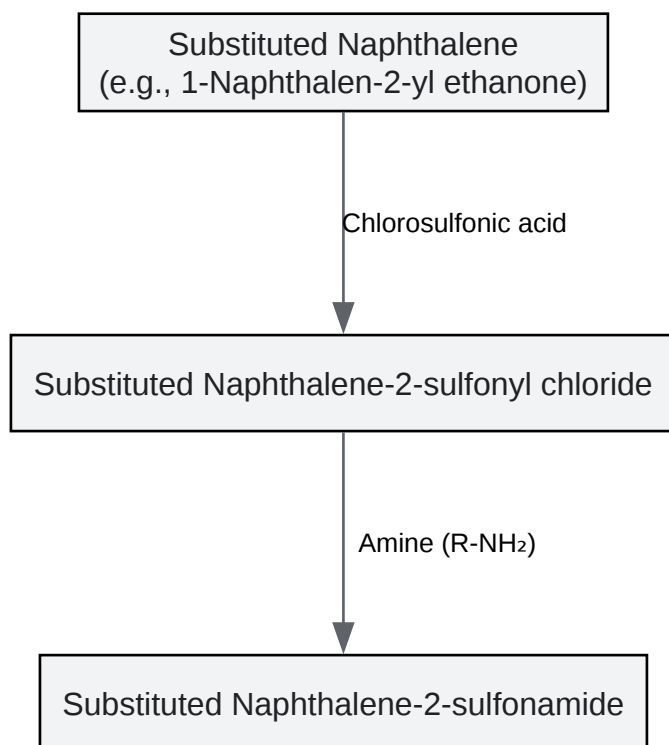 Substituted Naphthalene
(e.g., 1-Naphthalen-2-yl ethanone)
Chlorosulfonic acid
Substituted Naphthalene-2-sulfonyl chloride
Amine (R-NH₂)
Substituted Naphthalene-2-sulfonamide